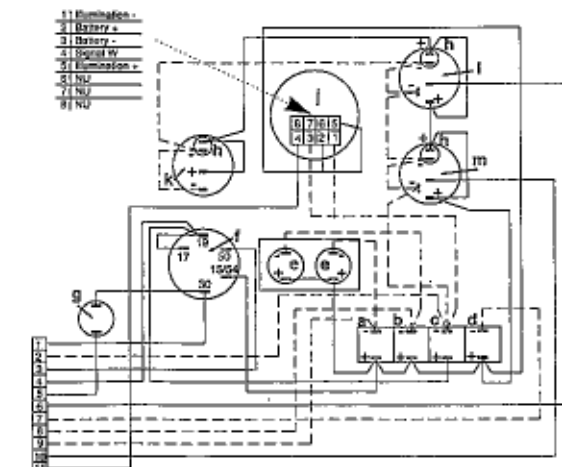 1 Illumination -
2 Battery +
3 Battery -
4 Signal W
5 Illumination +
6 NU
7 NU
8 NU
+ h
l
i
8 7 6 5
4 3 2 1
h
k
+
+
+ h
m
+
19
f
17
50
15/54
30
g
e e
a b c d
1
2
3
4
5
6
7
8
9
10